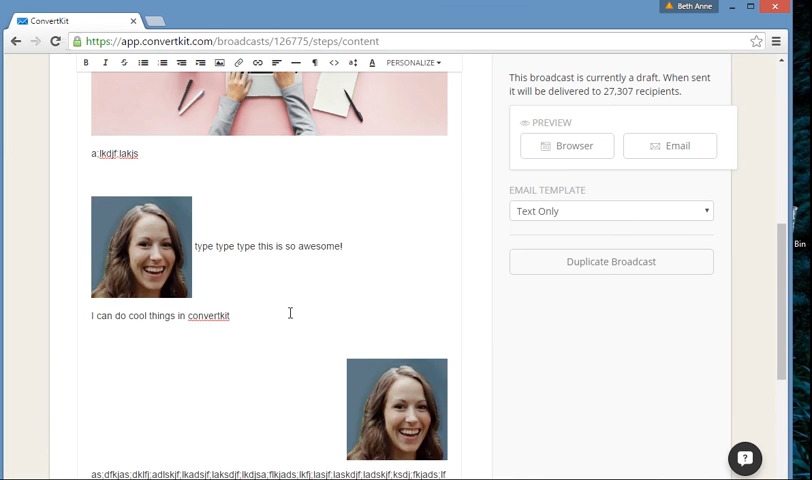 Beth Anne
ConvertKit
https://app.convertkit.com/broadcasts/126775/steps/content
B I S ¶ <> A PERSONALIZE
This broadcast is currently a draft. When sent
it will be delivered to 27,307 recipients.
PREVIEW
Browser Email
a;lkdjf;lakjs
EMAIL TEMPLATE
Text Only
type type type this is so awesome!
Bin
Duplicate Broadcast
I can do cool things in convertkit
as;dfkjas;dklfj;adlskjf;lkadsjf;laksdjf;lkdjsa;flkjads;lkfj;lasjf;laskdjf;ladskjf;ksdj;fkjads;lf